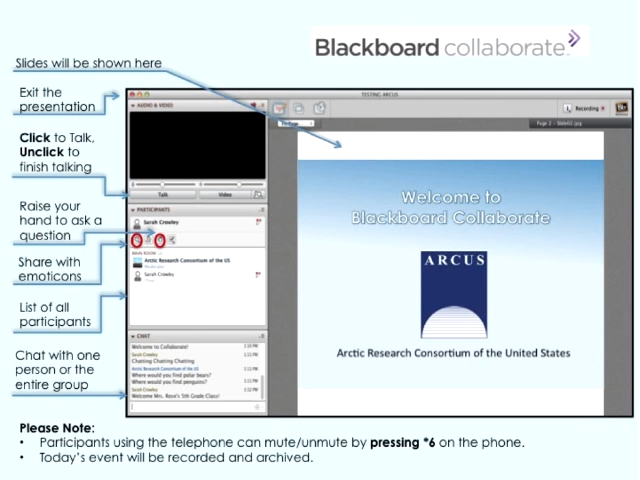 Blackboard collaborate
Slides will be shown here
Exit the
presentation
Click to Talk,
Unclick to
finish talking
Raise your
hand to ask a
question
Share with
emoticons
List of all
participants
Chat with one
person or the
entire group
TESTING ARCUS
AUDIO & VIDEO
Talk Video
PARTICIPANTS
Sarah Crowley
MAIN ROOM
Arctic Research Consortium of the US
Sarah Crowley
CHAT
Welcome to Collaborate!
Sarah Crowley
Chatting Chatting Chatting
Arctic Research Consortium of the US
Where would you find polar bears?
Where would you find penguins?
Sarah Crowley
Welcome Mrs. Rose's 5th Grade Class!
Recording
Page 2 - Slide02.jpg
Welcome to
Blackboard Collaborate
ARCUS
Arctic Research Consortium of the United States
Please Note:
• Participants using the telephone can mute/unmute by pressing *6 on the phone.
• Today's event will be recorded and archived.